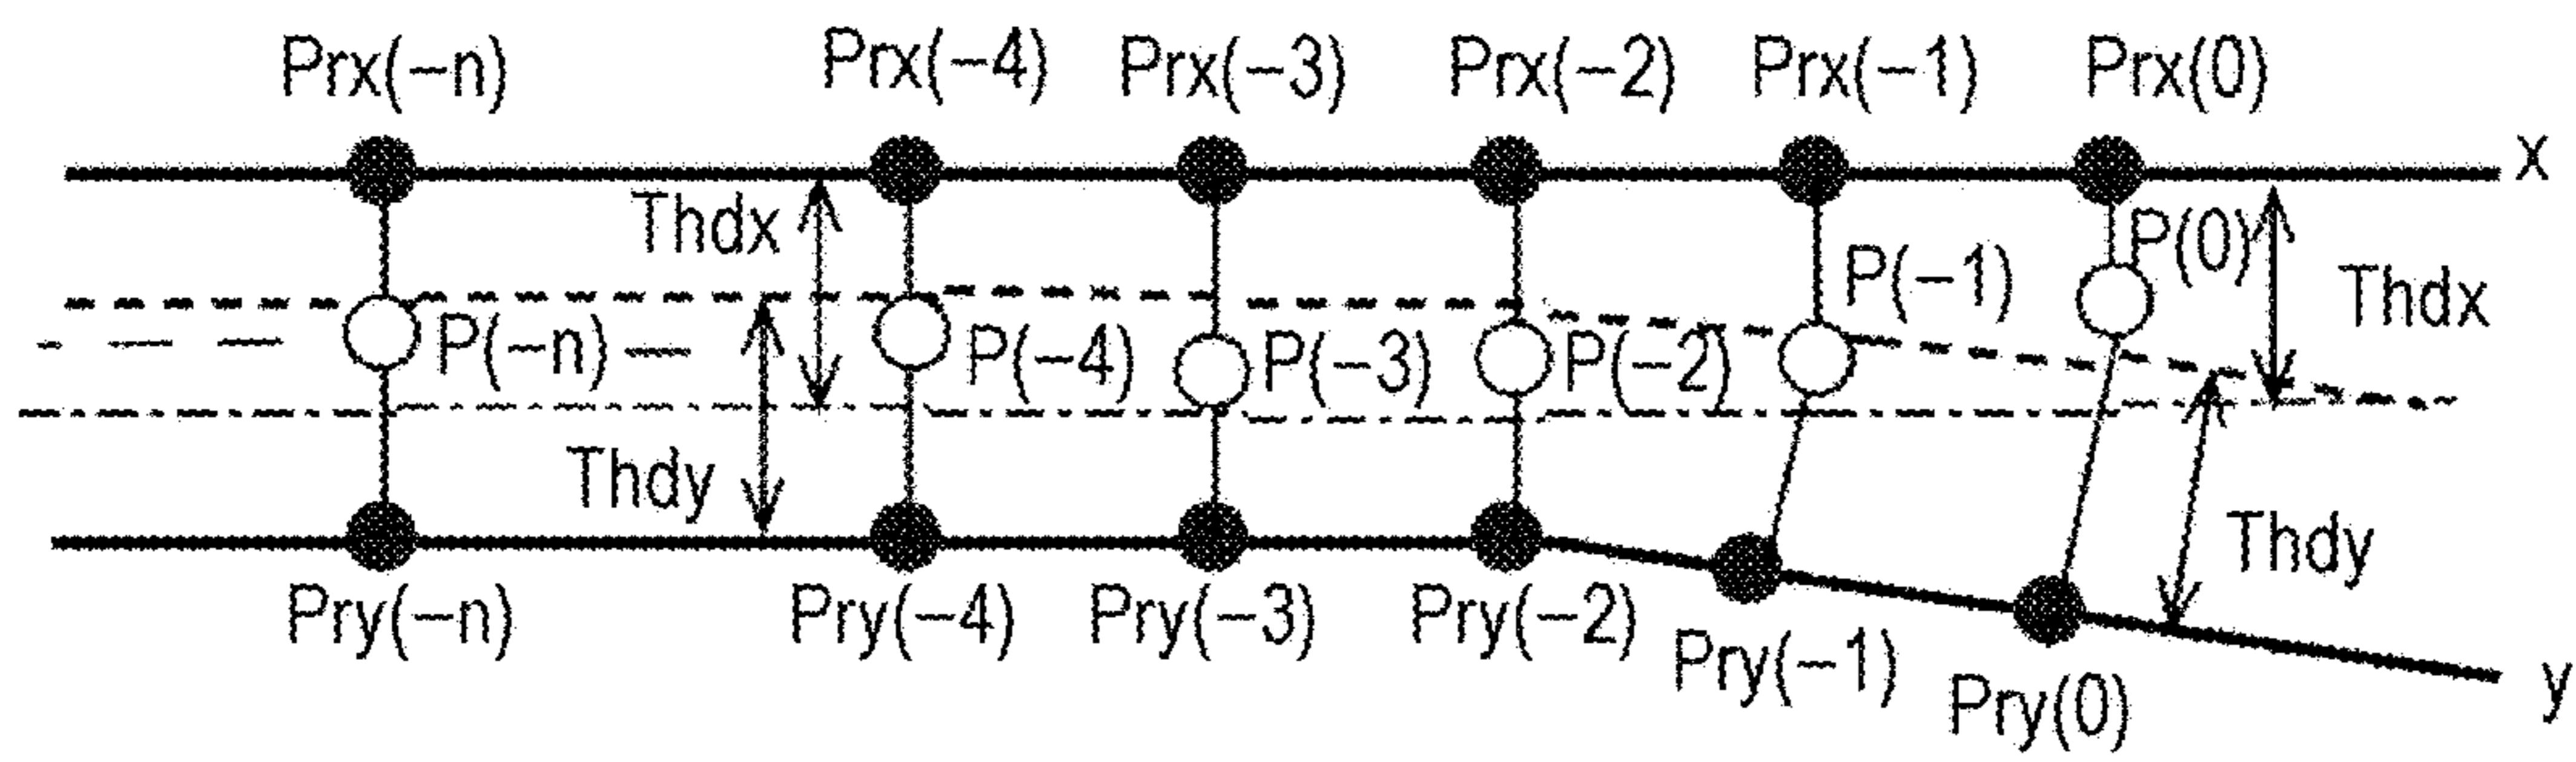 Prx(−n) Prx(−4) Prx(−3) Prx(−2) Prx(−1) Prx(0)
x
Thdx P(−1) P(0) Thdx
P(−n) P(−4) P(−3) P(−2)
Thdy Thdy
Pry(−n) Pry(−4) Pry(−3) Pry(−2) Pry(−1) Pry(0)
y